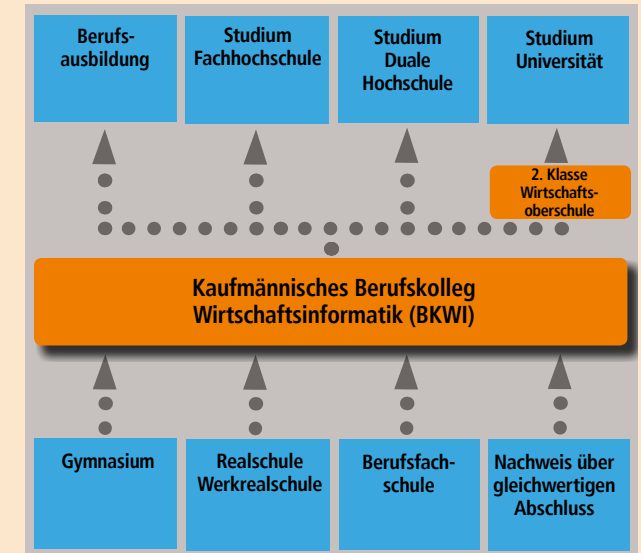 Berufs-
ausbildung
Studium
Fachhochschule
Studium
Duale
Hochschule
Studium
Universität
2. Klasse
Wirtschafts-
oberschule
Kaufmännisches Berufskolleg
Wirtschaftsinformatik (BKWI)
Gymnasium
Realschule
Werkrealschule
Berufsfach-
schule
Nachweis über
gleichwertigen
Abschluss